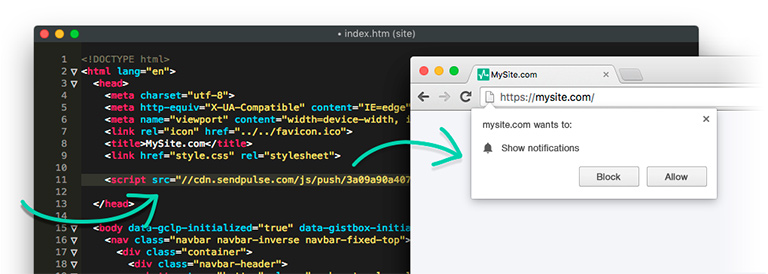 • index.htm (site)
1 <!DOCTYPE html>
2 <html lang="en">
3 <head>
4 <meta charset="utf-8">
5 <meta http-equiv="X-UA-Compatible" content="IE=edge"
6 <meta name="viewport" content="width=device-width, i
7 <link rel="icon" href="../../favicon.ico">
8 <title>MySite.com</title>
9 <link href="style.css" rel="stylesheet">
10
11 <script src="//cdn.sendpulse.com/js/push/3a09a90a407
12
13 </head>
14
15 <body data-gclp-initialized="true" data-gistbox-initia
16 <nav class="navbar navbar-inverse navbar-fixed-top">
17 <div class="container">
18 <div class="navbar-header">
MySite.com
https://mysite.com/
mysite.com wants to:
Show notifications
Block
Allow